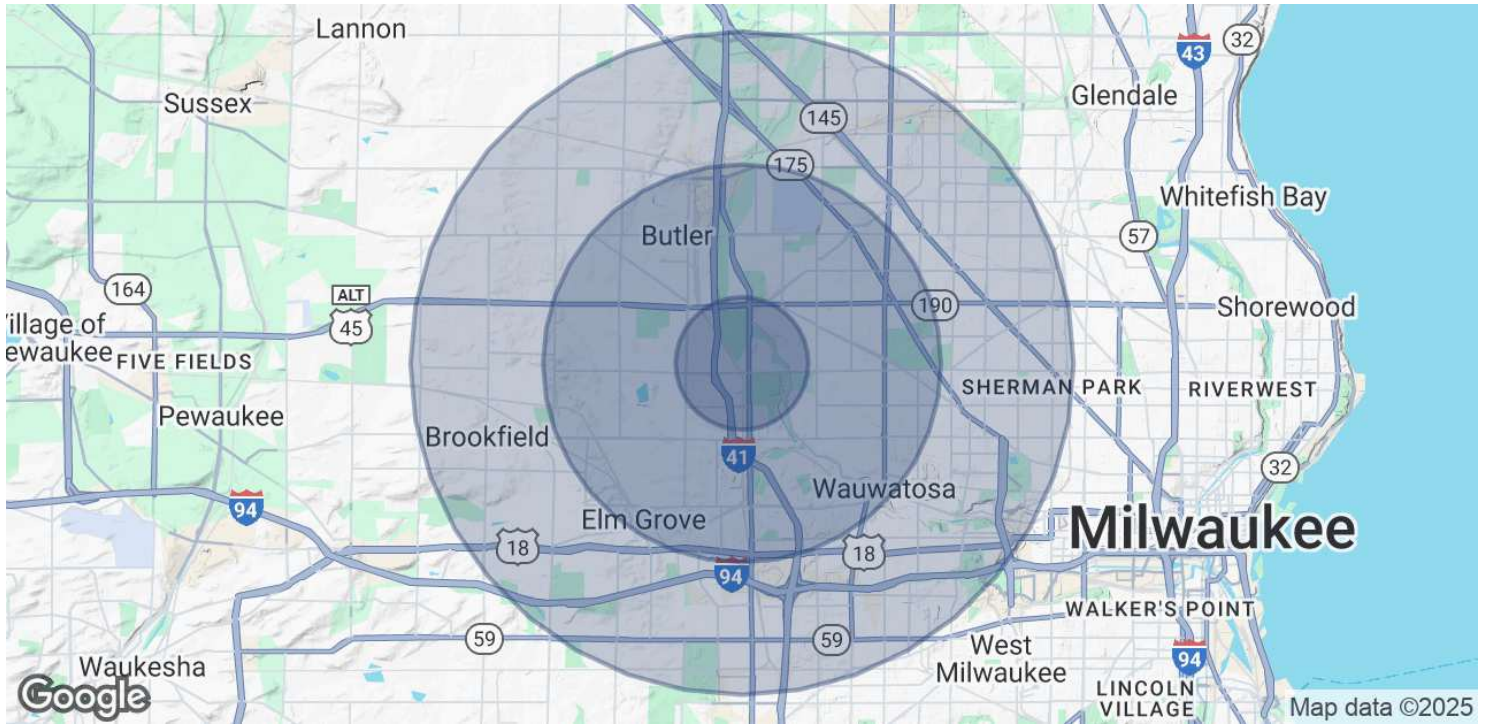 Lannon
32
43
Sussex
Glendale
145
175
Whitefish Bay
Butler
57
164
ALT
45
190
Shorewood
Village of
ewaukee
FIVE FIELDS
SHERMAN PARK
RIVERWEST
Pewaukee
Brookfield
41
32
94
Wauwatosa
Elm Grove
18
18
Milwaukee
94
WALKER'S POINT
59
59
West
Milwaukee
Waukesha
94
LINCOLN
VILLAGE
Google
Map data ©2025